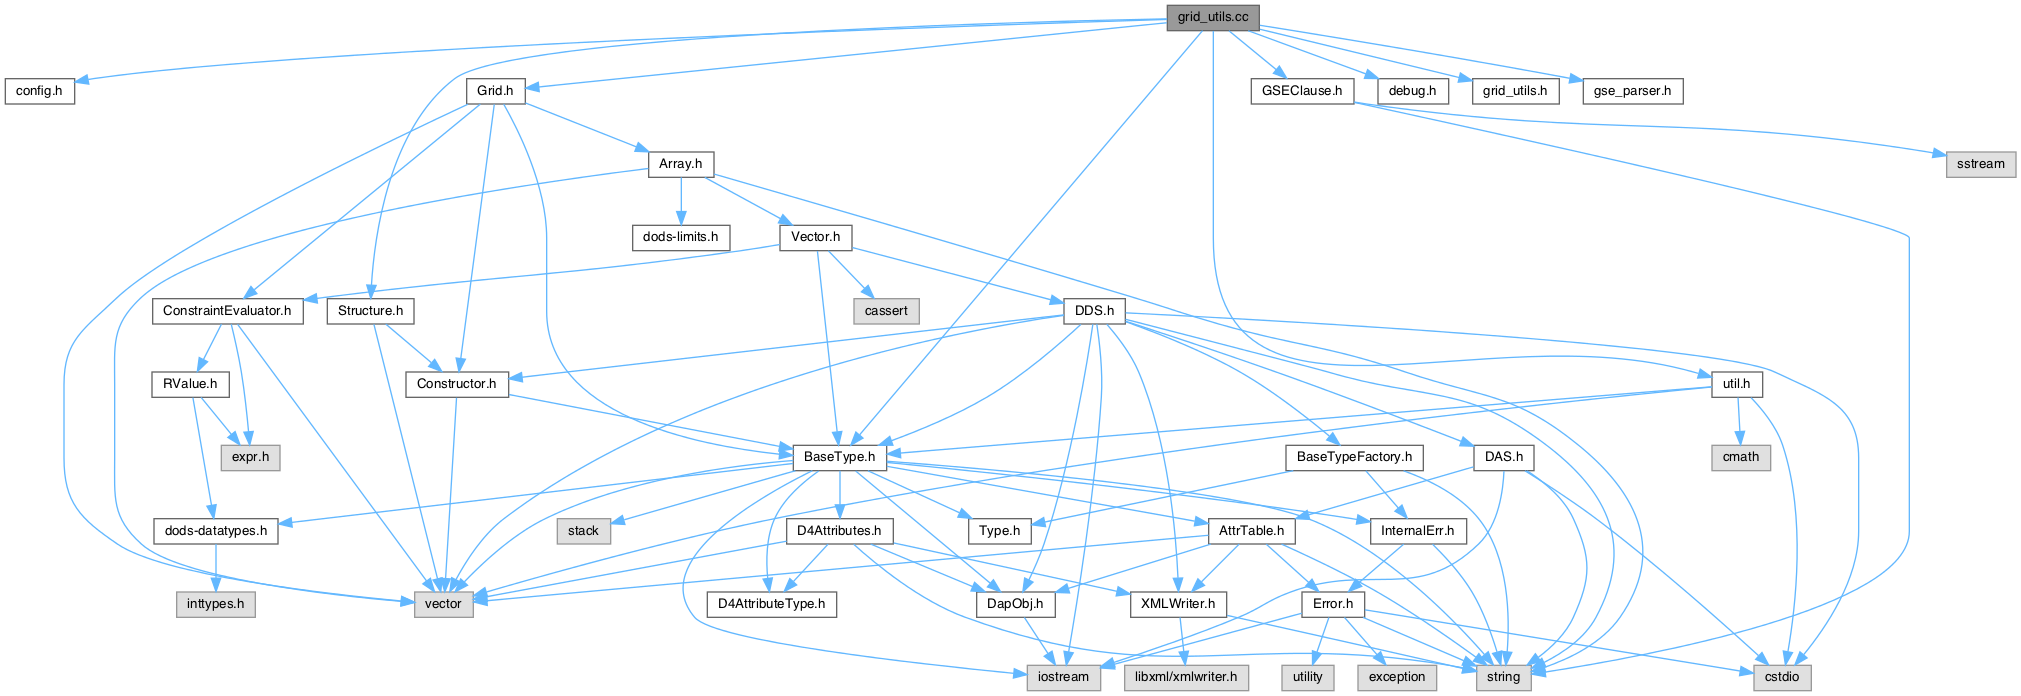 grid_utils.cc
config.h
Grid.h
GSEClause.h
debug.h
grid_utils.h
gse_parser.h
Array.h
sstream
dods-limits.h
Vector.h
ConstraintEvaluator.h
Structure.h
cassert
DDS.h
RValue.h
Constructor.h
util.h
expr.h
BaseType.h
BaseTypeFactory.h
DAS.h
cmath
dods-datatypes.h
stack
D4Attributes.h
Type.h
AttrTable.h
InternalErr.h
inttypes.h
vector
D4AttributeType.h
DapObj.h
XMLWriter.h
Error.h
iostream
libxml/xmlwriter.h
utility
exception
string
cstdio